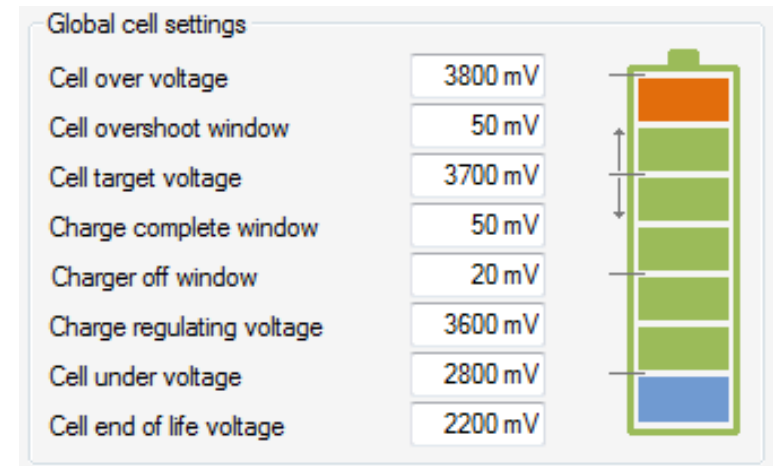 Global cell settings
Cell over voltage 3800 mV
Cell overshoot window 50 mV
Cell target voltage 3700 mV
Charge complete window 50 mV
Charger off window 20 mV
Charge regulating voltage 3600 mV
Cell under voltage 2800 mV
Cell end of life voltage 2200 mV